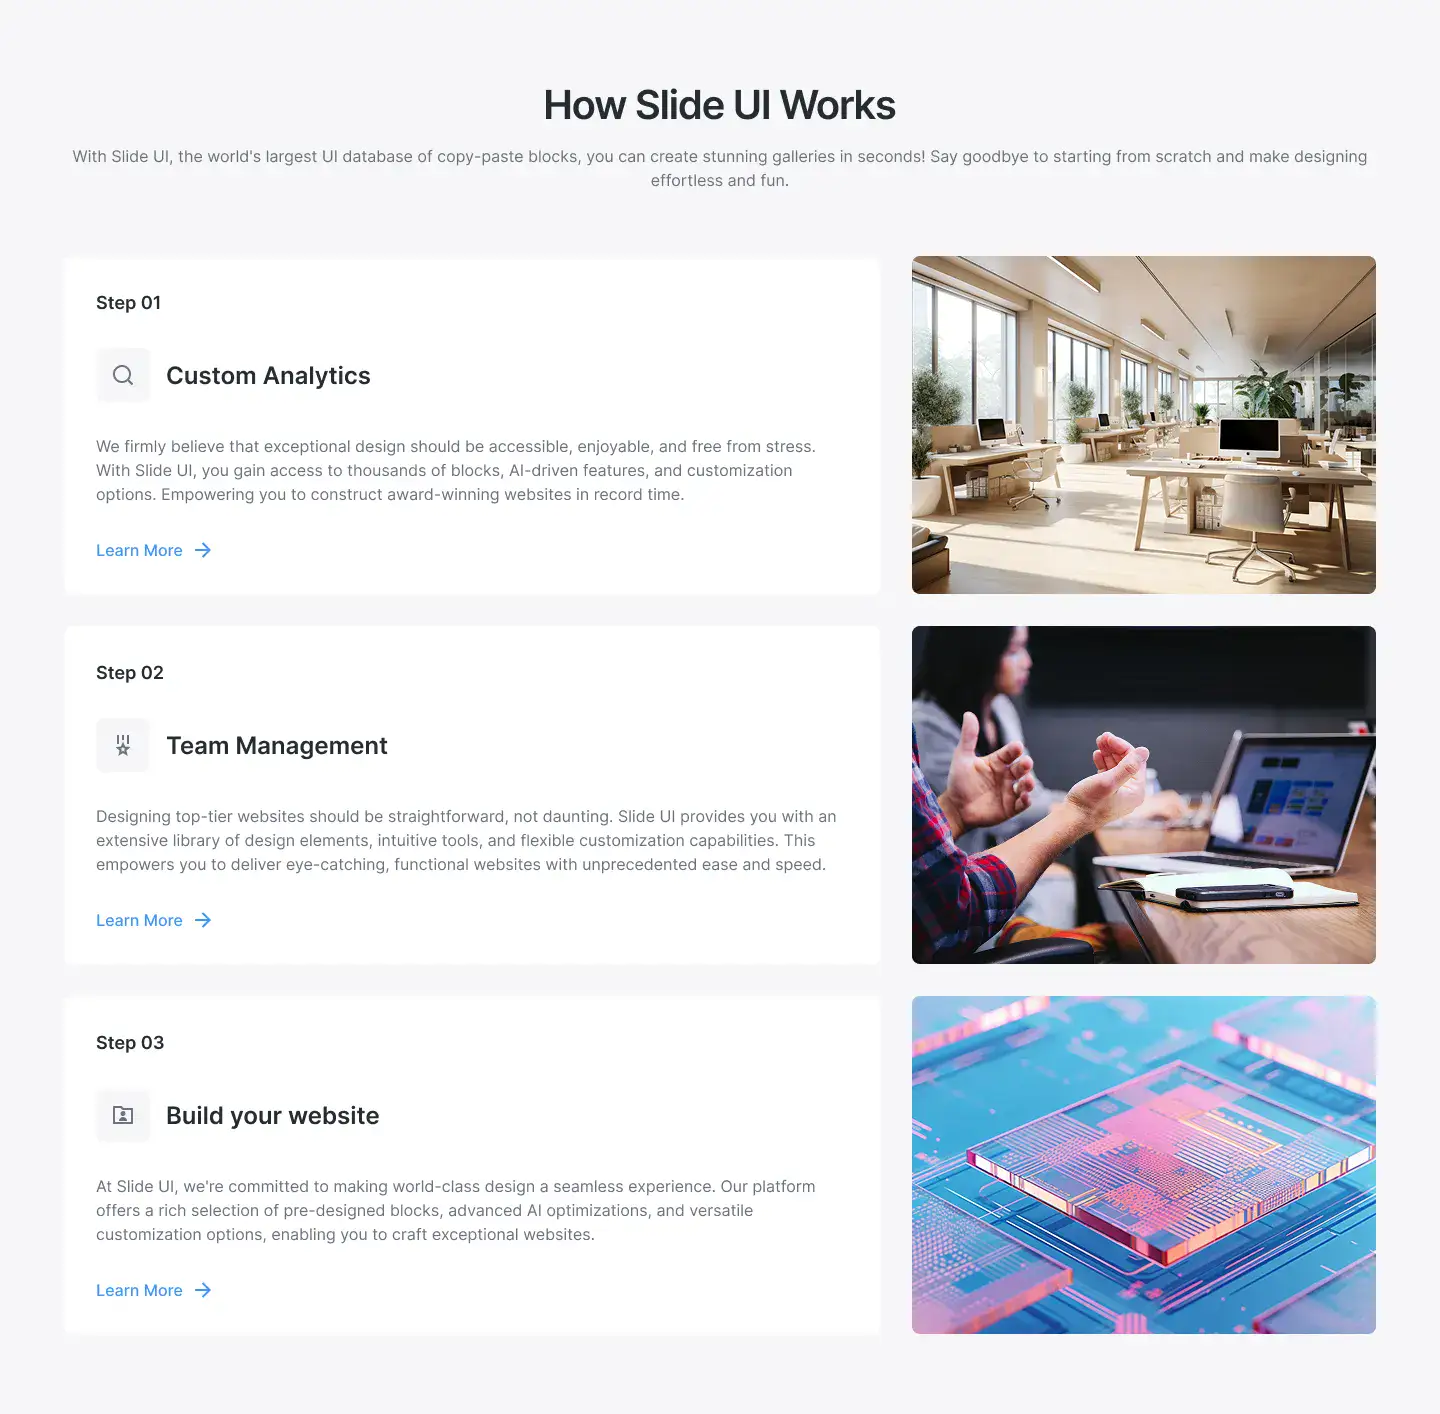 How Slide UI Works
With Slide UI, the world's largest UI database of copy-paste blocks, you can create stunning galleries in seconds! Say goodbye to starting from scratch and make designing
effortless and fun.
Step 01
Custom Analytics
We firmly believe that exceptional design should be accessible, enjoyable, and free from stress.
With Slide UI, you gain access to thousands of blocks, AI-driven features, and customization
options. Empowering you to construct award-winning websites in record time.
Learn More
Step 02
Team Management
Designing top-tier websites should be straightforward, not daunting. Slide UI provides you with an
extensive library of design elements, intuitive tools, and flexible customization capabilities. This
empowers you to deliver eye-catching, functional websites with unprecedented ease and speed.
Learn More
Step 03
Build your website
At Slide UI, we're committed to making world-class design a seamless experience. Our platform
offers a rich selection of pre-designed blocks, advanced AI optimizations, and versatile
customization options, enabling you to craft exceptional websites.
Learn More